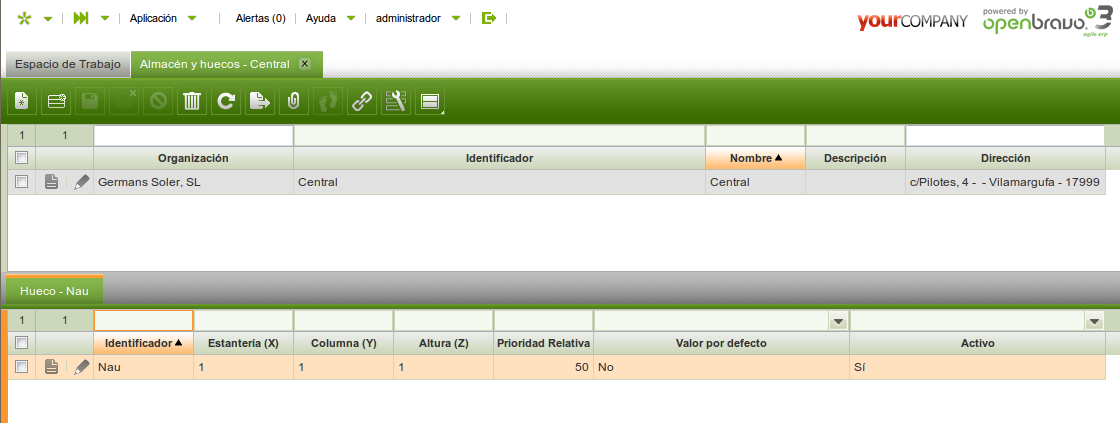 Aplicación Alertas (0) Ayuda administrador
yourCOMPANY
powered by
openbravo 3
agile erp
Espacio de Trabajo Almacén y huecos - Central x
1 1
Organización Identificador Nombre Descripción Dirección
Germans Soler, SL Central Central c/Pilotes, 4 - - Vilamargufa - 17999
Hueco - Nau
1 1
Identificador Estantería (X) Columna (Y) Altura (Z) Prioridad Relativa Valor por defecto Activo
Nau 1 1 1 50 No Sí